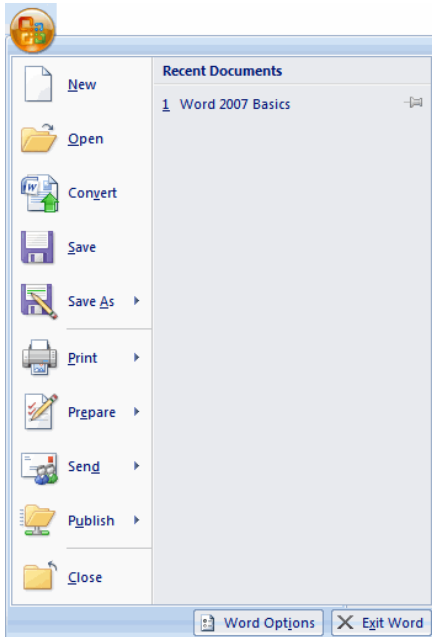 New
Open
Convert
Save
Save As
Print
Prepare
Send
Publish
Close
Recent Documents
1 Word 2007 Basics
Word Options
Exit Word